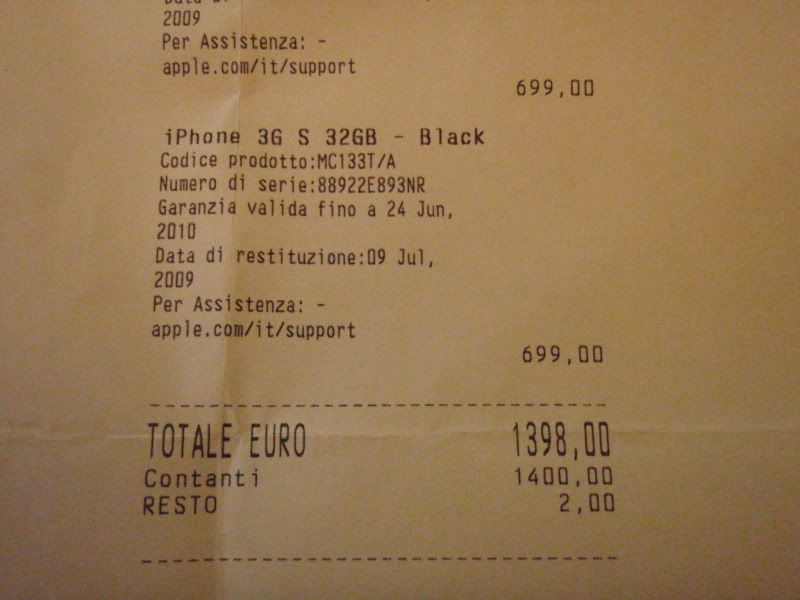 2009
Per Assistenza: -
apple.com/it/support
699,00
iPhone 3G S 32GB - Black
Codice prodotto:MC133T/A
Numero di serie:88922E893NR
Garanzia valida fino a 24 Jun,
2010
Data di restituzione:09 Jul,
2009
Per Assistenza: -
apple.com/it/support
699,00
TOTALE EURO 1398,00
Contanti 1400,00
RESTO 2,00